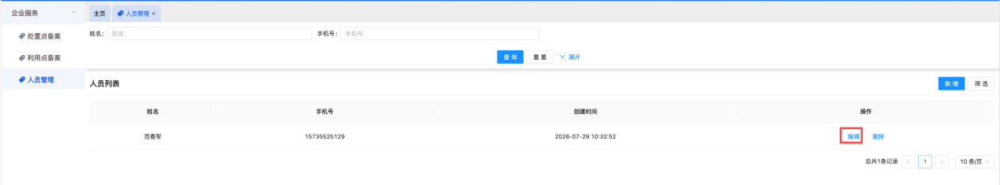 企业服务
主页
人员管理 ×
处置点备案
利用点备案
人员管理
姓名: 姓名
手机号: 手机号
查 询
重 置
展开
人员列表
新 增
筛 选
姓名 手机号 创建时间 操作
范春军 15735525129 2026-07-29 10:32:52 编辑 删除
总共1条记录 < 1 > 10 条/页